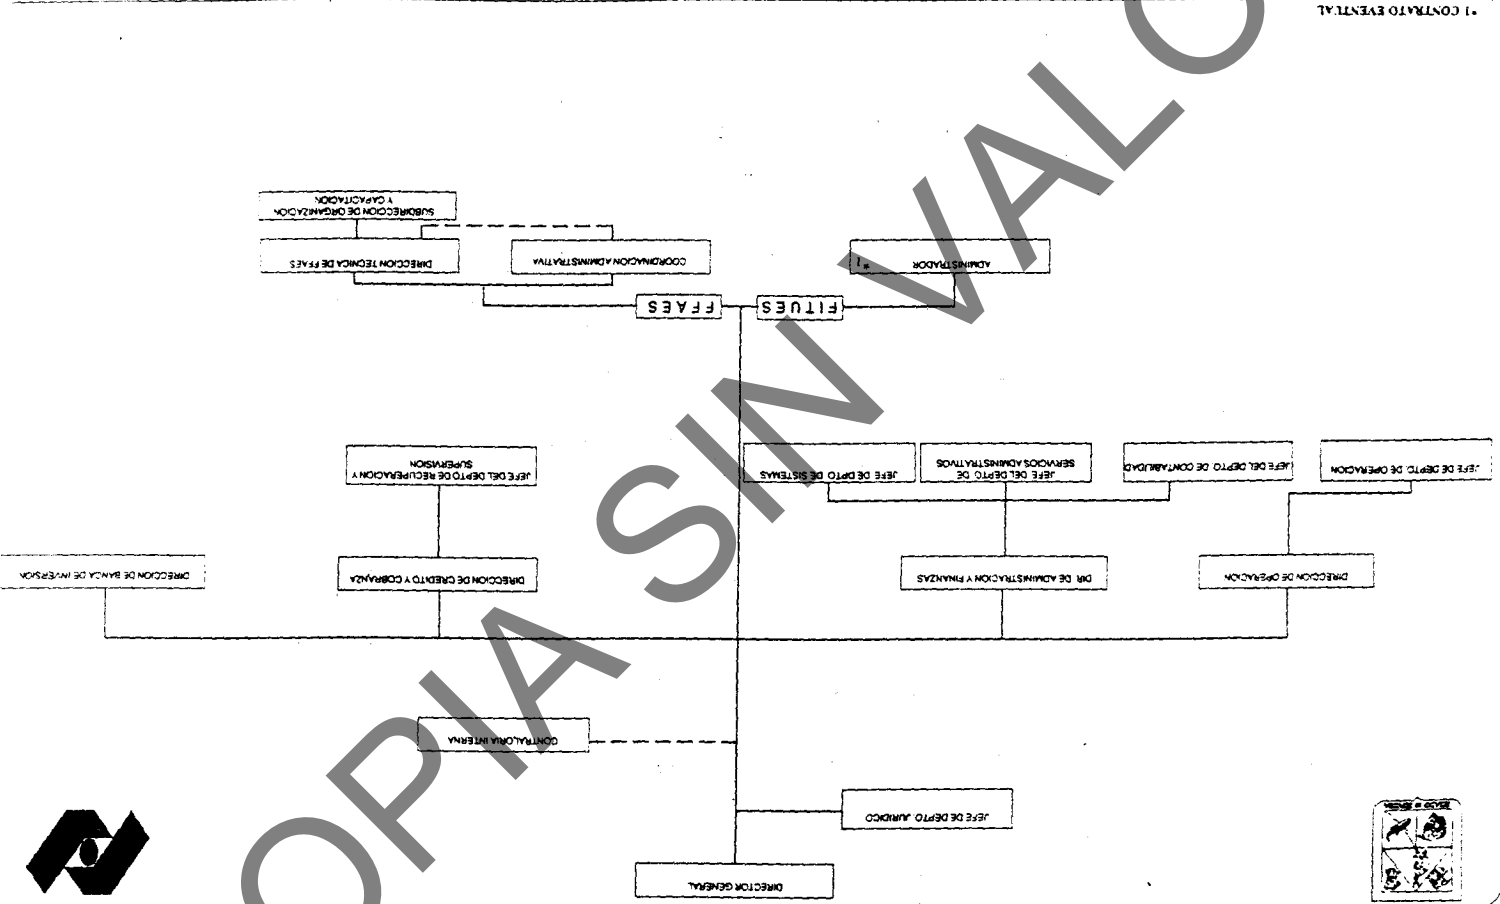 DIRECTOR GENERAL
JEFE DE DEPTO. JURIDICO
CONTRALORIA INTERNA
DIRECCION DE OPERACION
DIR. DE ADMINISTRACION Y FINANZAS
DIRECCION DE CREDITO Y COBRANZA
DIRECCION DE BANCA DE INVERSION
JEFE DE DEPTO. DE OPERACION
JEFE DEL DEPTO. DE CONTABILIDAD
JEFE DEL DEPTO. DE
SERVICIOS ADMINISTRATIVOS
JEFE DE DPTO. DE SISTEMAS
JEFE DEL DEPTO DE RECUPERACION Y
SUPERVISION
FITUES
FFAES
ADMINISTRADOR *1
COORDINACION ADMINISTRATIVA
DIRECCION TECNICA DE FFAES
SUBDIRECCION DE ORGANIZACION
Y CAPACITACION
*1 CONTRATO EVENTUAL
OPIA SIN VALO